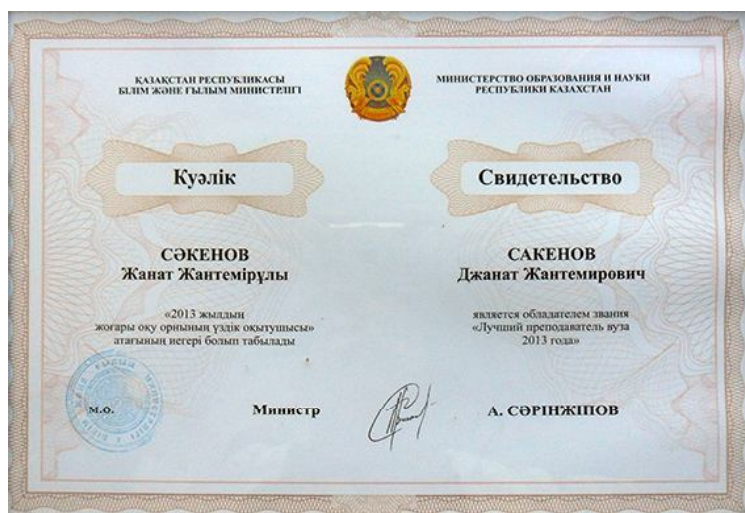 ҚАЗАҚСТАН РЕСПУБЛИКАСЫ
БІЛІМ ЖӘНЕ ҒЫЛЫМ МИНИСТРЛІГІ
Куәлік
СӘКЕНОВ
Жанат Жантемірұлы
«2013 жылдың
жоғары оқу орнының үздік оқытушысы»
атағының иегері болып табылады
М.О.
Министр
МИНИСТЕРСТВО ОБРАЗОВАНИЯ И НАУКИ
РЕСПУБЛИКИ КАЗАХСТАН
Свидетельство
САКЕНОВ
Джанат Жантемирович
является обладателем звания
«Лучший преподаватель вуза
2013 года»
А. СӘРІНЖІПОВ